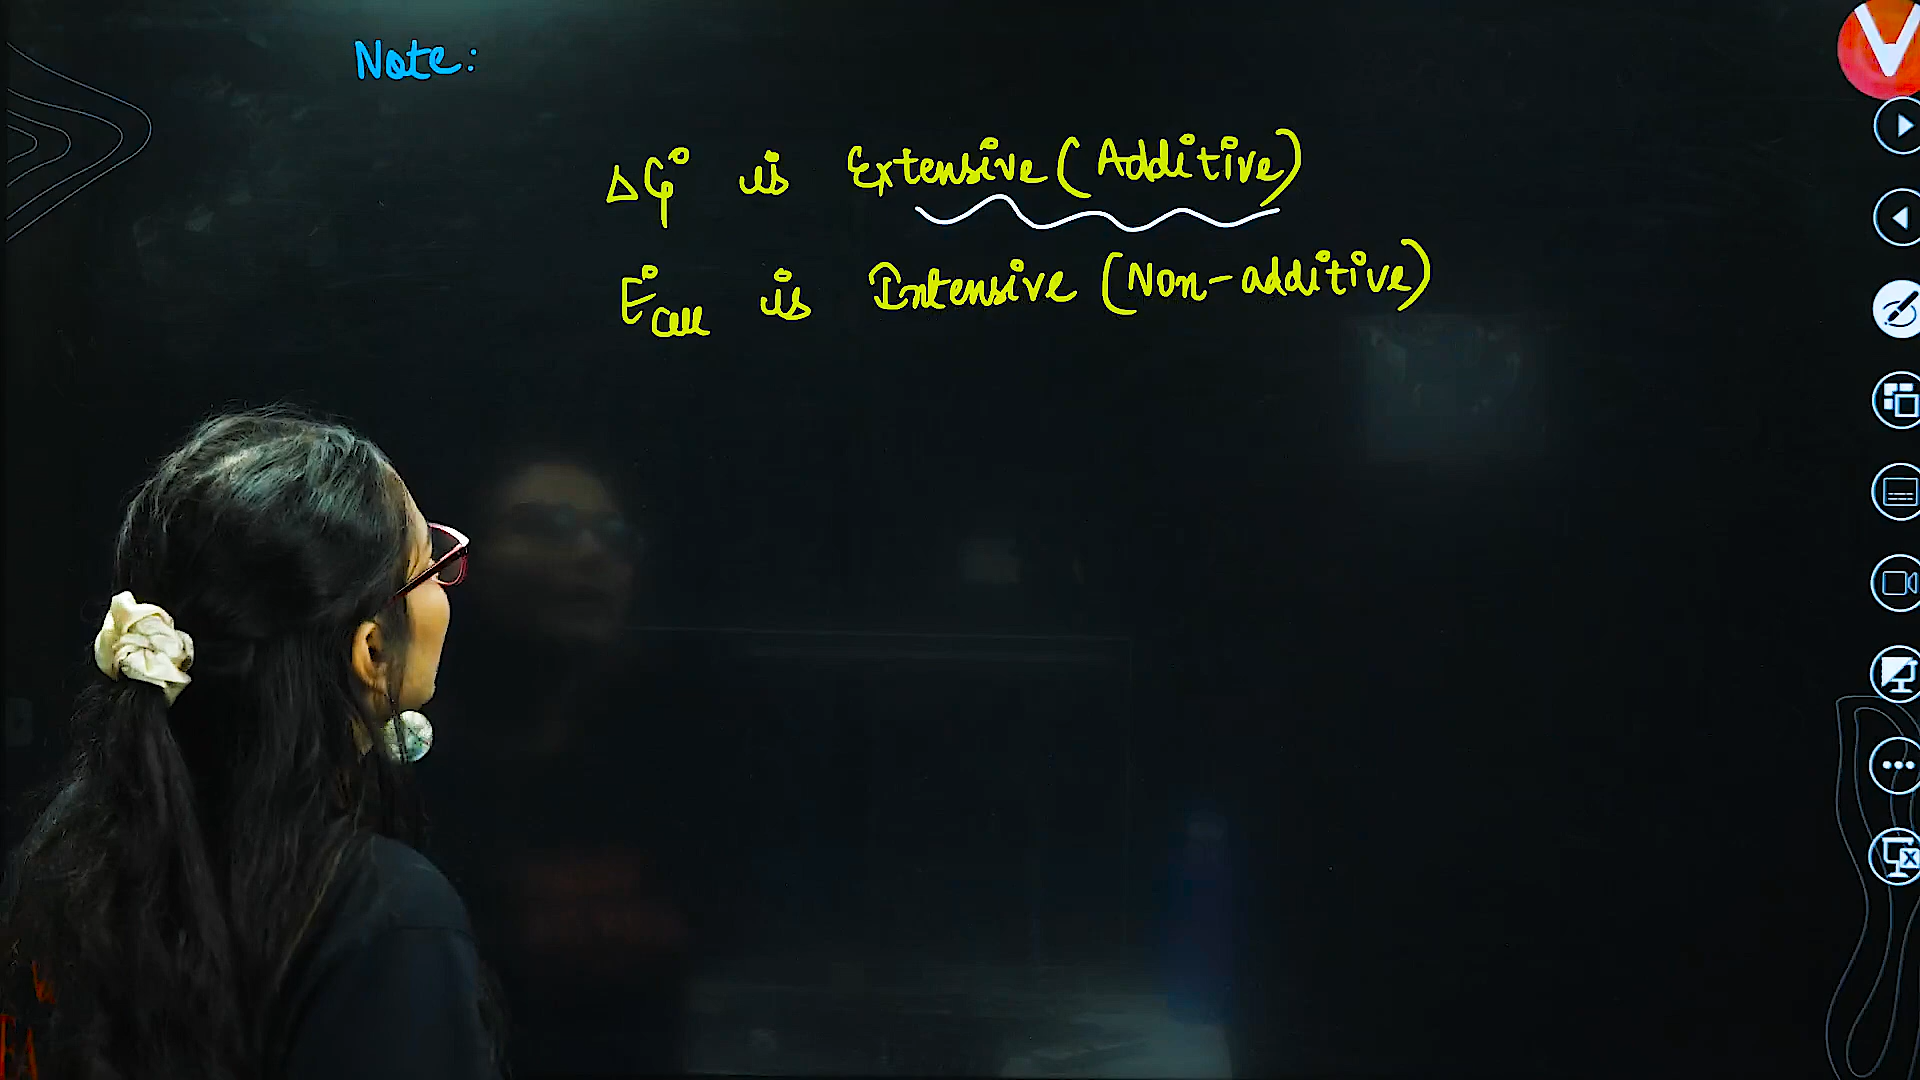 Note:
ΔG° is Extensive (Additive)
E°cell is Intensive (Non-additive)